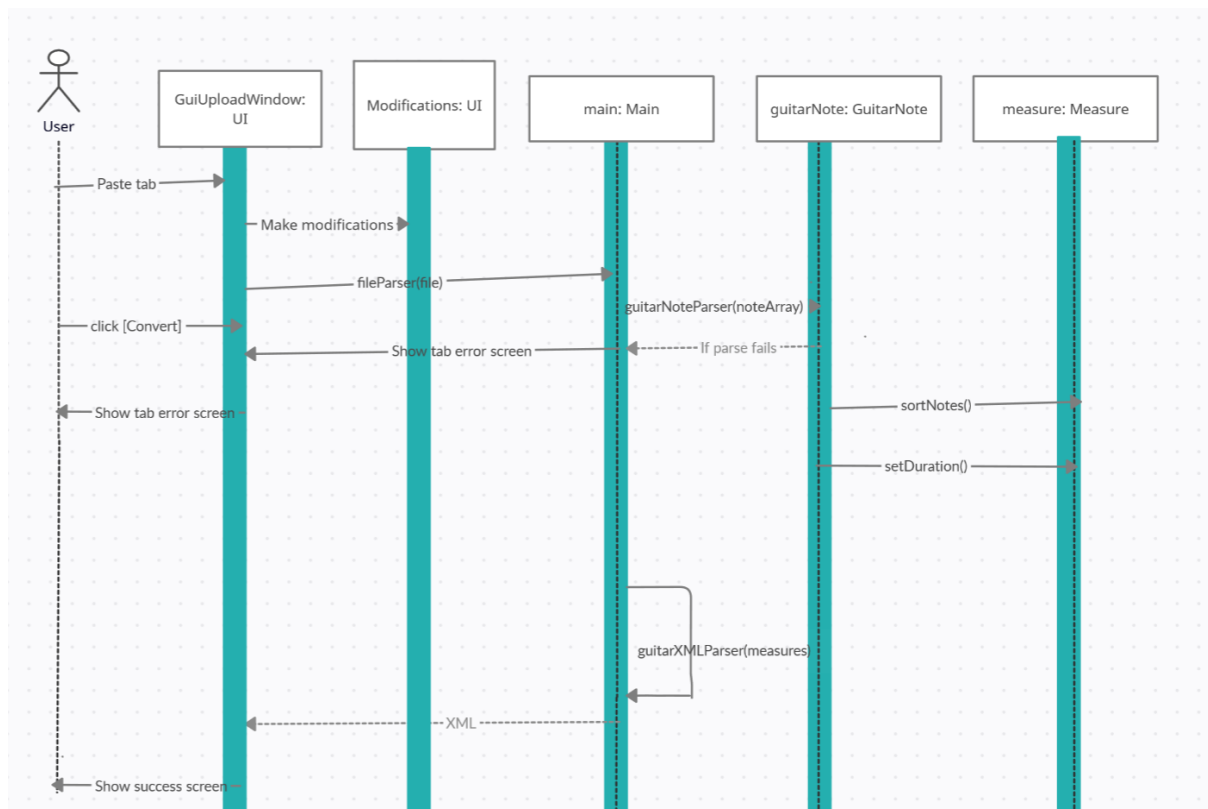 User
GuiUploadWindow:
UI
Modifications: UI
main: Main
guitarNote: GuitarNote
measure: Measure
Paste tab
Make modifications
fileParser(file)
guitarNoteParser(noteArray)
click [Convert]
If parse fails
Show tab error screen
sortNotes()
Show tab error screen
setDuration()
guitarXMLParser(measures)
XML
Show success screen